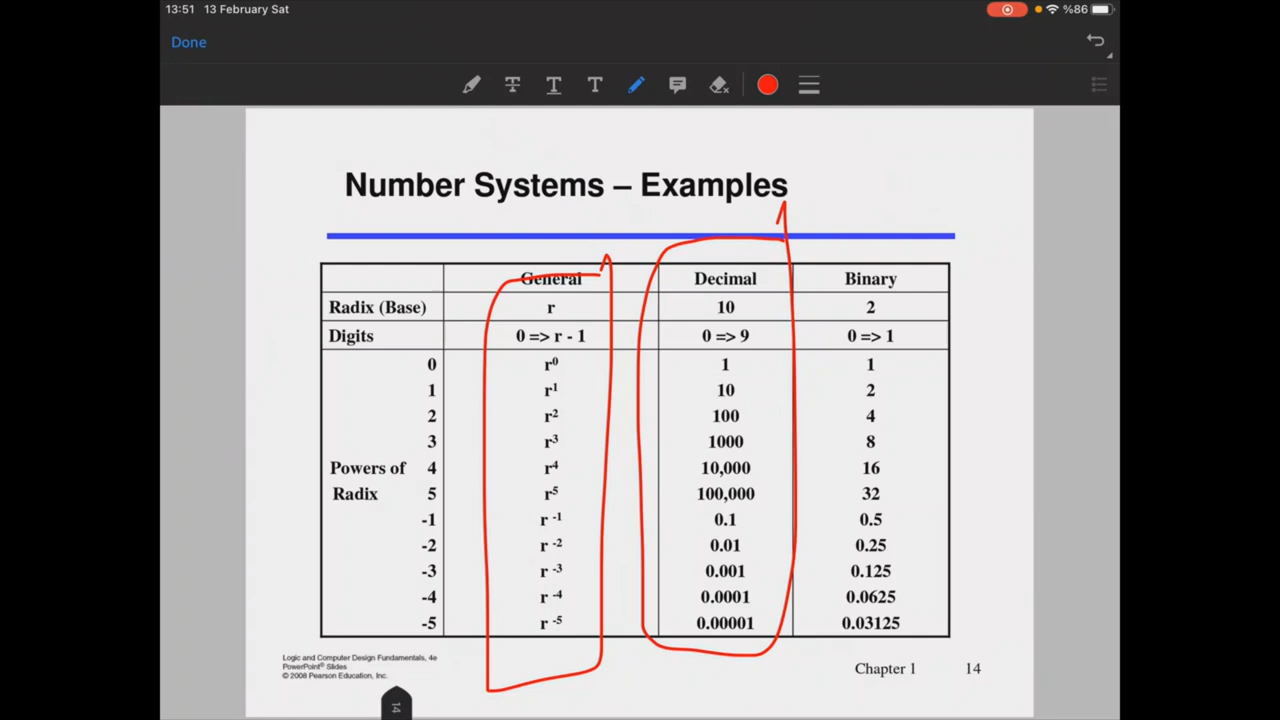 13:51 13 February Sat %86
Done
T T T
Number Systems – Examples
General Decimal Binary
Radix (Base) r 10 2
Digits 0 => r - 1 0 => 9 0 => 1
0 r⁰ 1 1
1 r¹ 10 2
2 r² 100 4
3 r³ 1000 8
Powers of 4 r⁴ 10,000 16
Radix 5 r⁵ 100,000 32
-1 r ⁻¹ 0.1 0.5
-2 r ⁻² 0.01 0.25
-3 r ⁻³ 0.001 0.125
-4 r ⁻⁴ 0.0001 0.0625
-5 r ⁻⁵ 0.00001 0.03125
Logic and Computer Design Fundamentals, 4e
PowerPoint® Slides
© 2008 Pearson Education, Inc.
Chapter 1 14
14